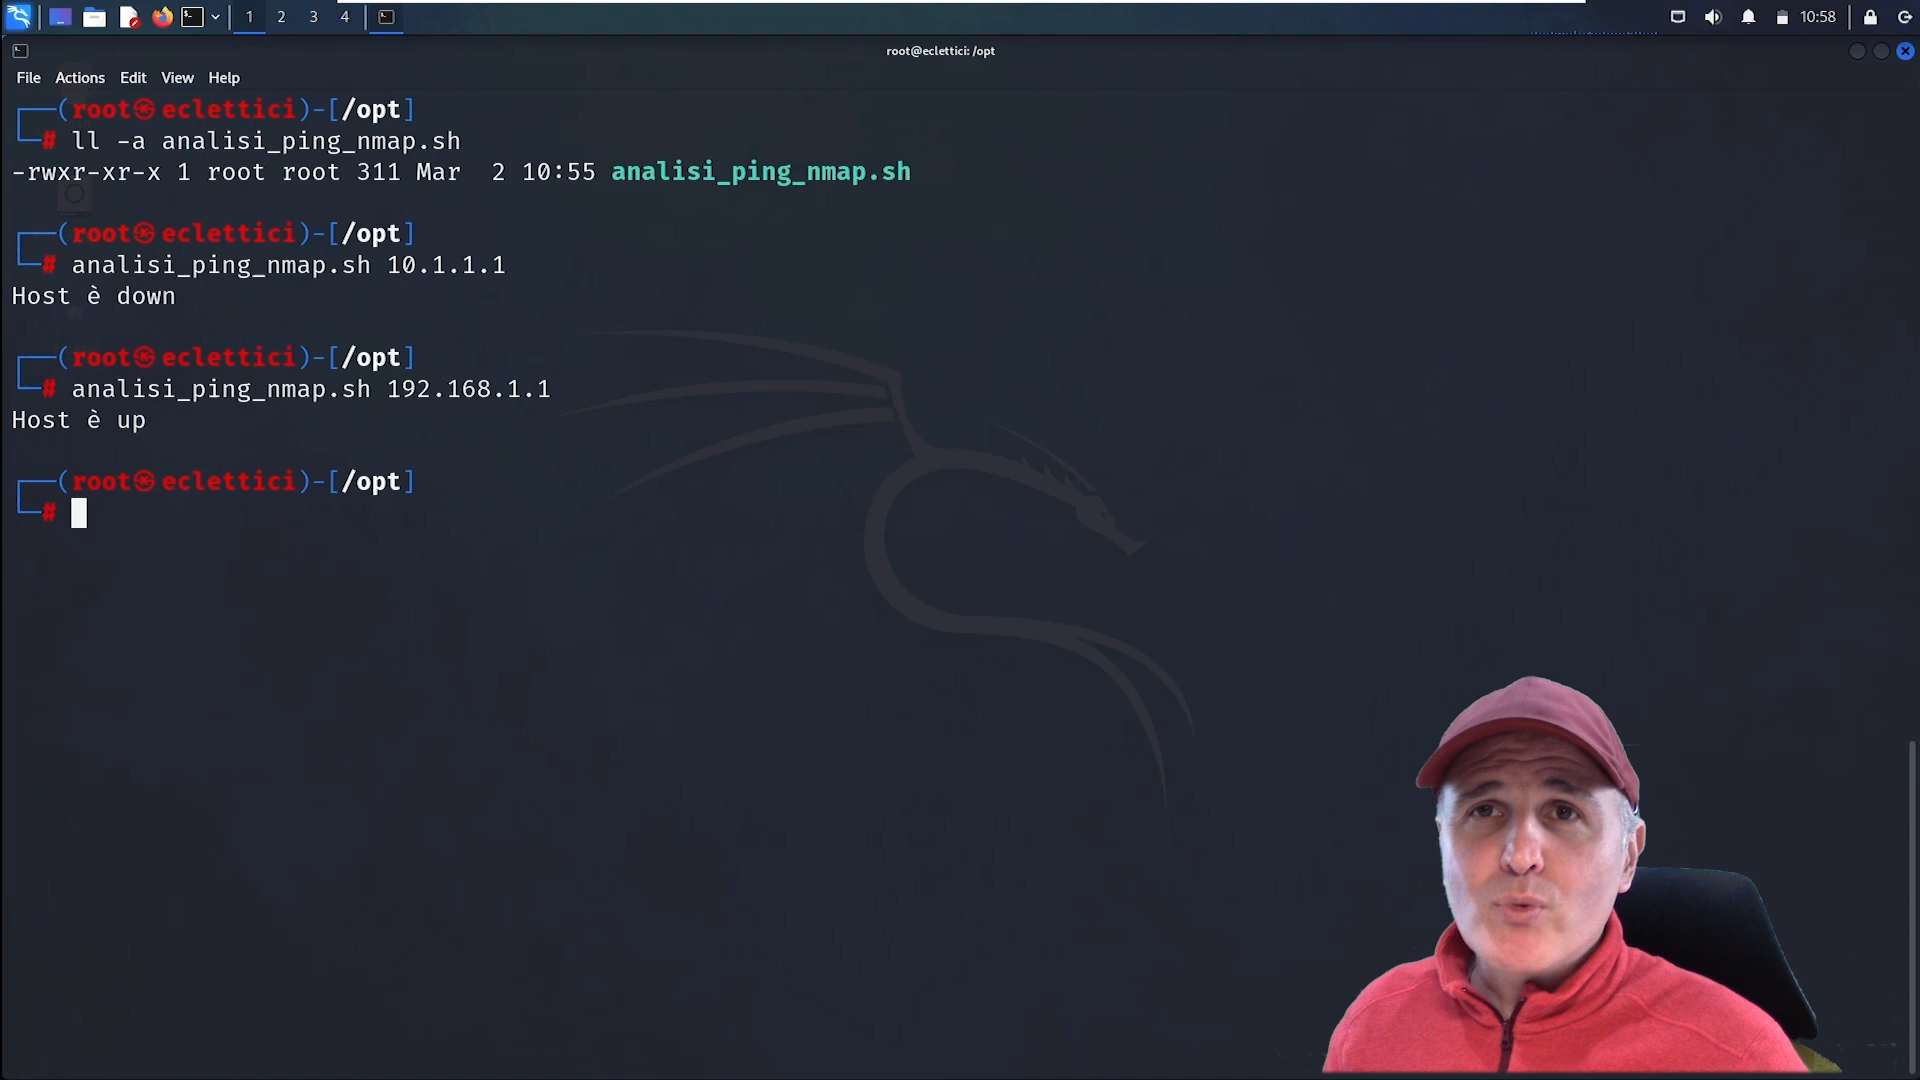 1 2 3 4
10:58
root@eclettici: /opt
File Actions Edit View Help
(root㉿eclettici)-[/opt]
# ll -a analisi_ping_nmap.sh
-rwxr-xr-x 1 root root 311 Mar  2 10:55 analisi_ping_nmap.sh
(root㉿eclettici)-[/opt]
# analisi_ping_nmap.sh 10.1.1.1
Host è down
(root㉿eclettici)-[/opt]
# analisi_ping_nmap.sh 192.168.1.1
Host è up
(root㉿eclettici)-[/opt]
#